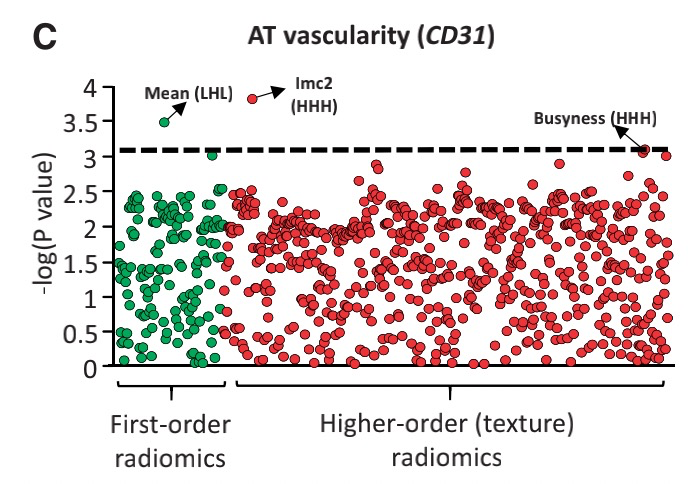 C
AT vascularity (CD31)
-log(P value)
4
3.5
3
2.5
2
1.5
1
0.5
0
Mean (LHL)
Imc2
(HHH)
Busyness (HHH)
First-order
radiomics
Higher-order (texture)
radiomics